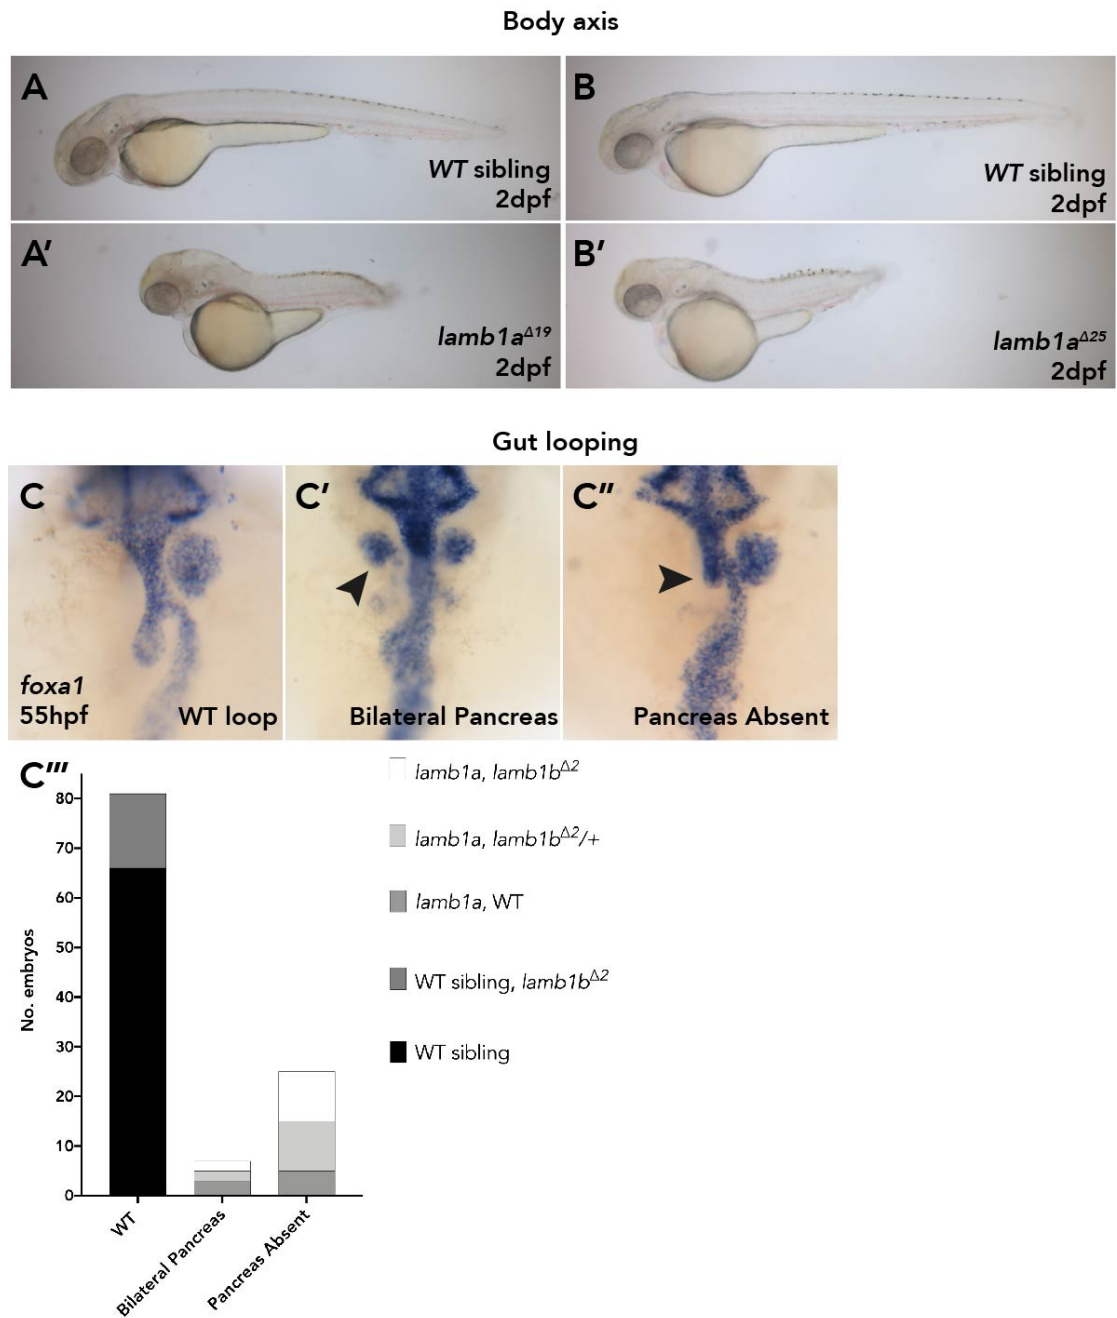 Body axis
A
WT sibling
2dpf
B
WT sibling
2dpf
A′
lamb1aΔ19
2dpf
B′
lamb1aΔ25
2dpf
Gut looping
C
foxa1
55hpf
WT loop
C′
Bilateral Pancreas
C″
Pancreas Absent
C‴
No. embryos
80
70
60
50
40
30
20
10
0
WT
Bilateral Pancreas
Pancreas Absent
lamb1a, lamb1bΔ2
lamb1a, lamb1bΔ2/+
lamb1a, WT
WT sibling, lamb1bΔ2
WT sibling